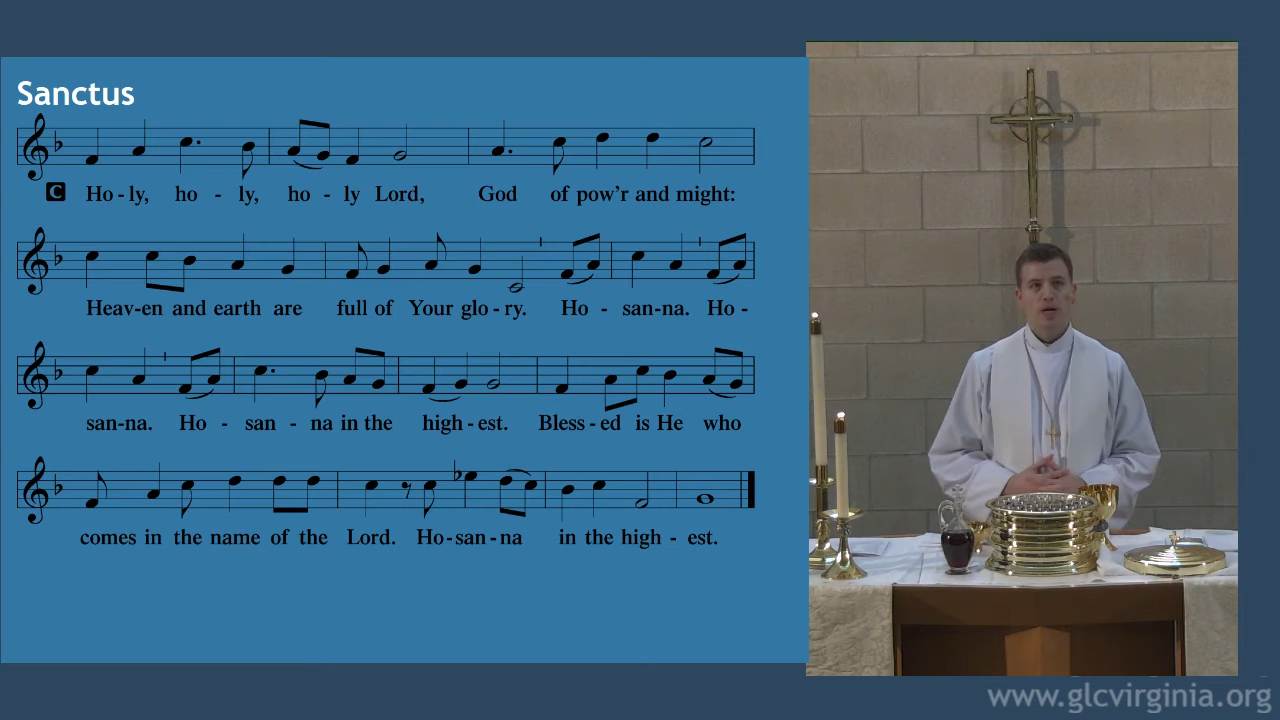 Sanctus
C Ho - ly, ho - ly, ho - ly Lord, God of pow'r and might:
Heav-en and earth are full of Your glo - ry. Ho - san-na. Ho -
san-na. Ho - san - na in the high - est. Bless - ed is He who
comes in the name of the Lord. Ho - san - na in the high - est.
www.glcvirginia.org